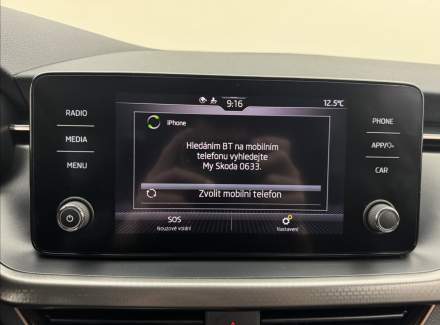 9:16
12.5°C
RADIO
MEDIA
MENU
iPhone
Hledáním BT na mobilním
telefonu vyhledejte
My Skoda 0633.
Zvolit mobilní telefon
SOS
Nouzové volání
Nastavení
PHONE
APP/
CAR